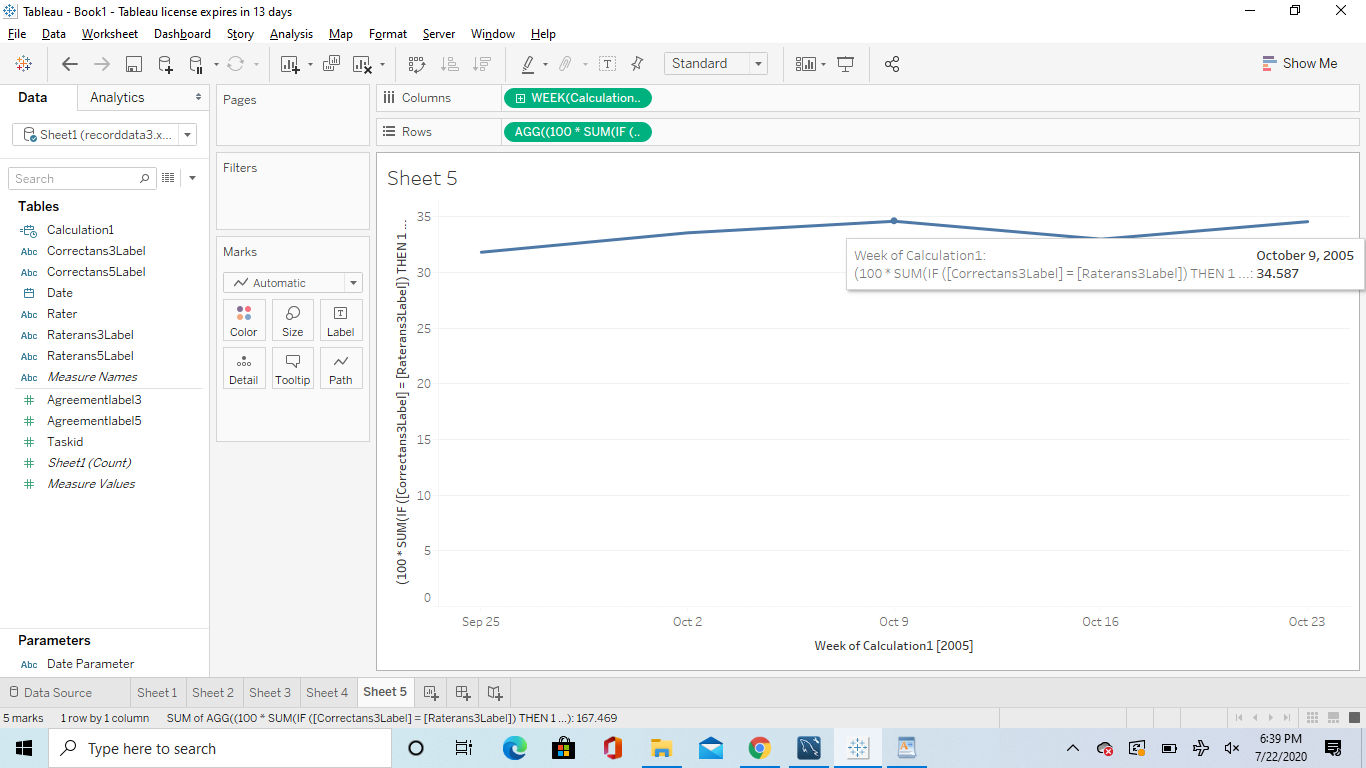 Tableau - Book1 - Tableau license expires in 13 days
File Data Worksheet Dashboard Story Analysis Map Format Server Window Help
Standard
Show Me
Data Analytics
Sheet1 (recorddata3.x...
Search
Tables
Calculation1
Abc Correctans3Label
Abc Correctans5Label
Date
Abc Rater
Abc Raterans3Label
Abc Raterans5Label
Abc Measure Names
# Agreementlabel3
# Agreementlabel5
# Taskid
# Sheet1 (Count)
# Measure Values
Parameters
Abc Date Parameter
Pages
Filters
Marks
Automatic
Color Size Label
Detail Tooltip Path
Columns WEEK(Calculation..
Rows AGG((100 * SUM(IF (..
Sheet 5
(100 * SUM(IF ([Correctans3Label] = [Raterans3Label]) THEN 1 ...
35
30
25
20
15
10
5
0
Week of Calculation1: October 9, 2005
(100 * SUM(IF ([Correctans3Label] = [Raterans3Label]) THEN 1 ...: 34.587
Sep 25 Oct 2 Oct 9 Oct 16 Oct 23
Week of Calculation1 [2005]
Data Source Sheet 1 Sheet 2 Sheet 3 Sheet 4 Sheet 5
5 marks 1 row by 1 column SUM of AGG((100 * SUM(IF ([Correctans3Label] = [Raterans3Label]) THEN 1 ...): 167.469
Type here to search
6:39 PM
7/22/2020